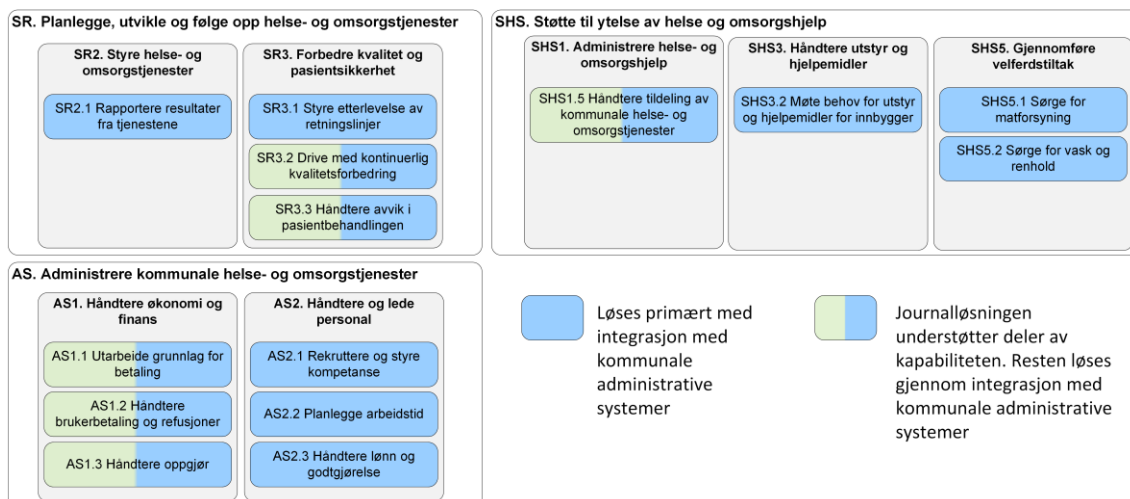 SR. Planlegge, utvikle og følge opp helse- og omsorgstjenester
SR2. Styre helse- og
omsorgstjenester
SR2.1 Rapportere resultater
fra tjenestene
SR3. Forbedre kvalitet og
pasientsikkerhet
SR3.1 Styre etterlevelse av
retningslinjer
SR3.2 Drive med kontinuerlig
kvalitetsforbedring
SR3.3 Håndtere avvik i
pasientbehandlingen
SHS. Støtte til ytelse av helse og omsorgshjelp
SHS1. Administrere helse- og
omsorgshjelp
SHS1.5 Håndtere tildeling av
kommunale helse- og
omsorgstjenester
SHS3. Håndtere utstyr og
hjelpemidler
SHS3.2 Møte behov for utstyr
og hjelpemidler for innbygger
SHS5. Gjennomføre
velferdstiltak
SHS5.1 Sørge for
matforsyning
SHS5.2 Sørge for vask og
renhold
AS. Administrere kommunale helse- og omsorgstjenester
AS1. Håndtere økonomi og
finans
AS1.1 Utarbeide grunnlag for
betaling
AS1.2 Håndtere
brukerbetaling og refusjoner
AS1.3 Håndtere oppgjør
AS2. Håndtere og lede
personal
AS2.1 Rekruttere og styre
kompetanse
AS2.2 Planlegge arbeidstid
AS2.3 Håndtere lønn og
godtgjørelse
Løses primært med
integrasjon med
kommunale
administrative
systemer
Journalløsningen
understøtter deler av
kapabiliteten. Resten løses
gjennom integrasjon med
kommunale administrative
systemer